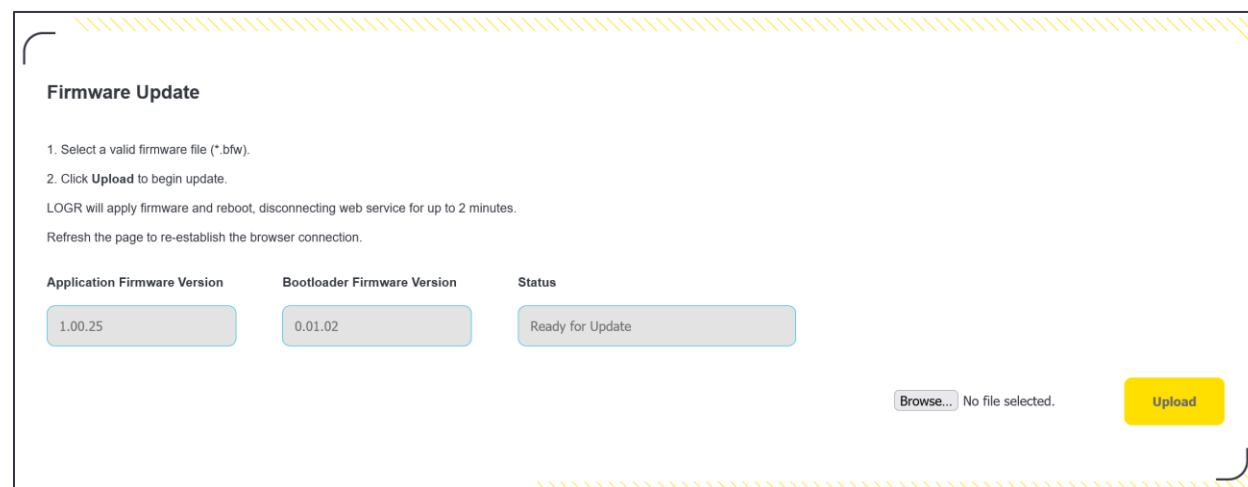 Firmware Update
1. Select a valid firmware file (*.bfw).
2. Click Upload to begin update.
LOGR will apply firmware and reboot, disconnecting web service for up to 2 minutes.
Refresh the page to re-establish the browser connection.
Application Firmware Version Bootloader Firmware Version Status
1.00.25 0.01.02 Ready for Update
Browse... No file selected. Upload